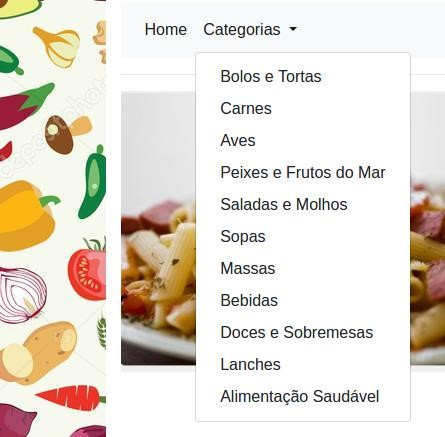 Home Categorias
Bolos e Tortas
Carnes
Aves
Peixes e Frutos do Mar
Saladas e Molhos
Sopas
Massas
Bebidas
Doces e Sobremesas
Lanches
Alimentação Saudável
depositphotos